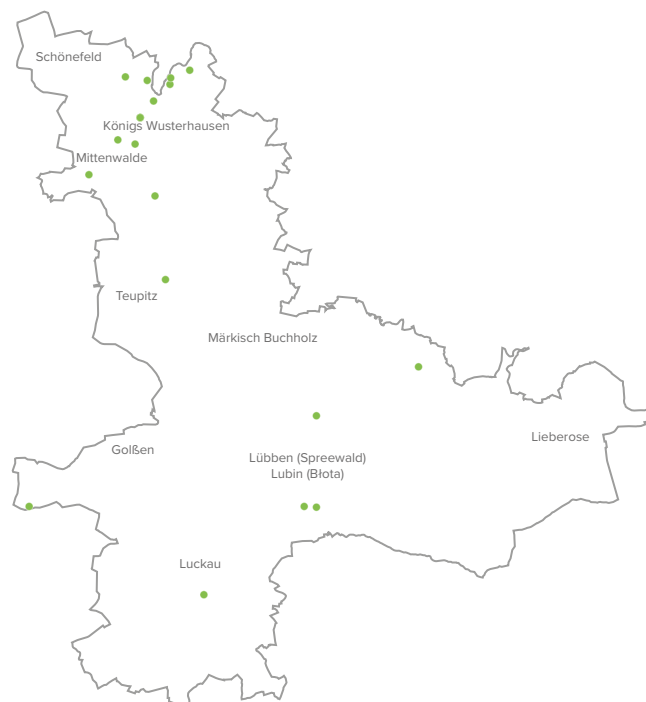 Schönefeld
Königs Wusterhausen
Mittenwalde
Teupitz
Märkisch Buchholz
Lieberose
Golßen
Lübben (Spreewald)
Lubin (Błota)
Luckau